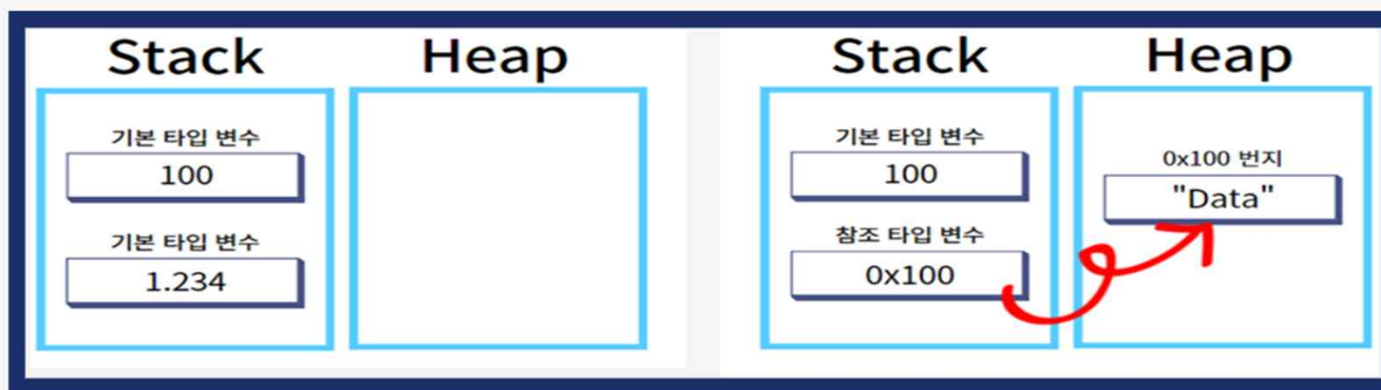 Stack
Heap
기본 타입 변수
100
기본 타입 변수
1.234
Stack
Heap
기본 타입 변수
100
참조 타입 변수
0x100
0x100 번지
"Data"